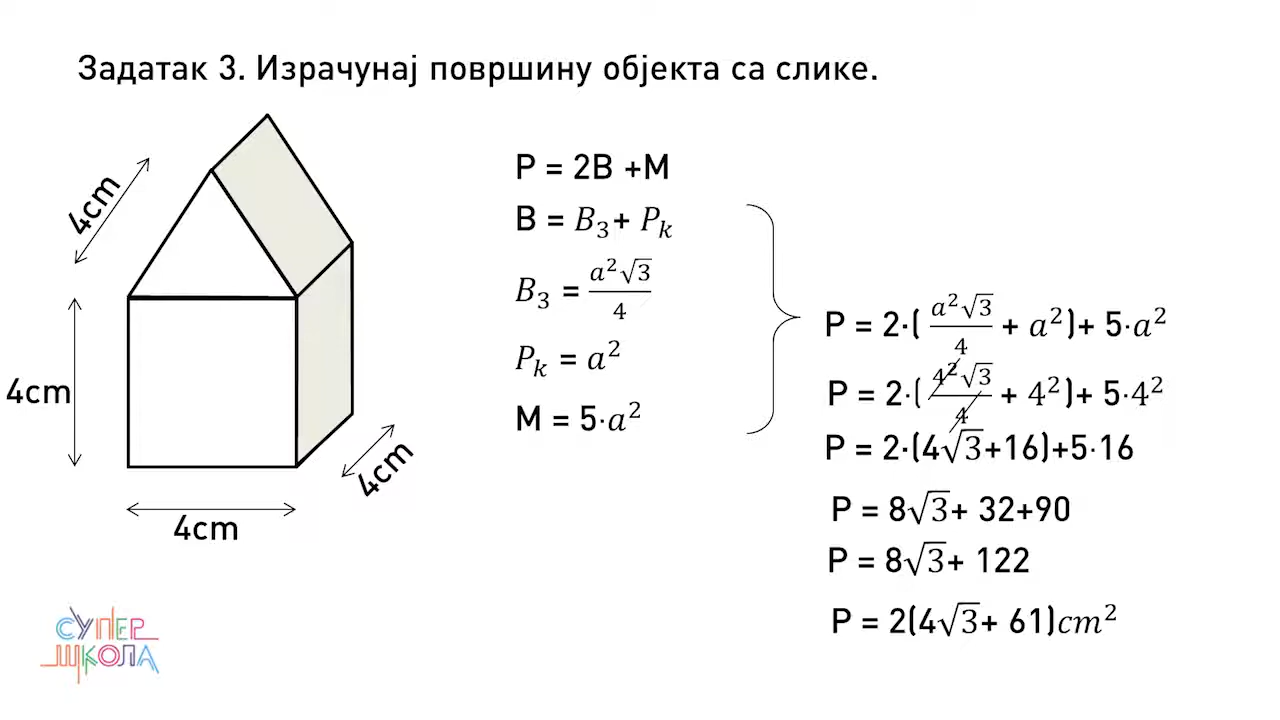 Задатак 3. Израчунај површину објекта са слике.
4cm
4cm
4cm
4cm
P = 2B +M
B = B₃+ Pₖ
B₃ = a²√3/4
Pₖ = a²
M = 5·a²
P = 2·( a²√3/4 + a²)+ 5·a²
P = 2·( 4²√3/4 + 4²)+ 5·4²
P = 2·(4√3+16)+5·16
P = 8√3+ 32+90
P = 8√3+ 122
P = 2(4√3+ 61)cm²
СУПЕР
ШКОЛА